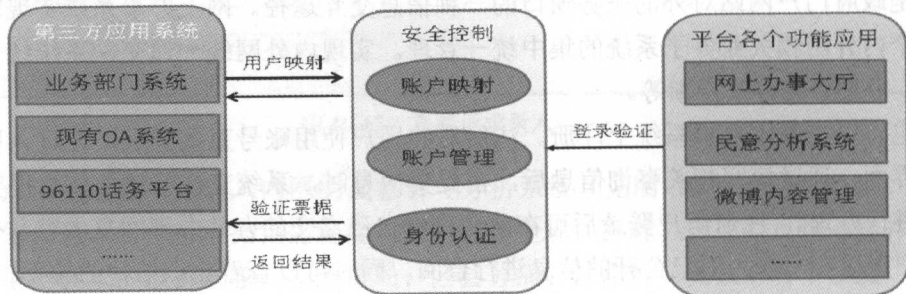 第三方应用系统
业务部门系统
现有OA系统
96110话务平台
……
用户映射
验证票据
返回结果
安全控制
账户映射
账户管理
身份认证
登录验证
平台各个功能应用
网上办事大厅
民意分析系统
微博内容管理
……